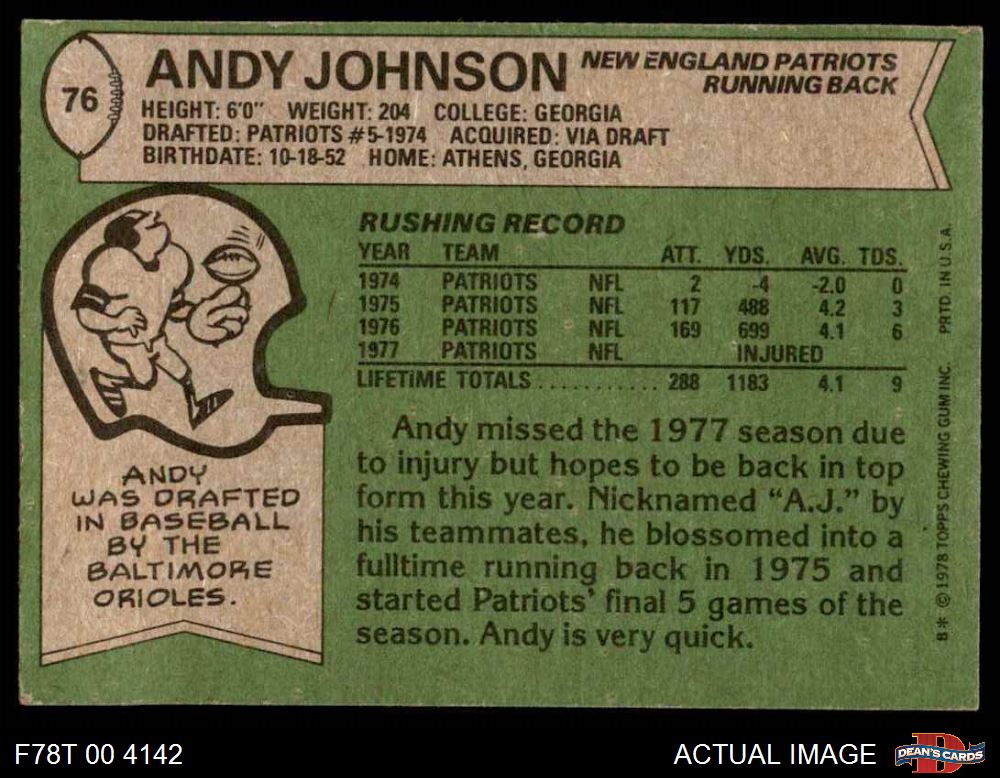 76
ANDY JOHNSON
NEW ENGLAND PATRIOTS
RUNNING BACK
HEIGHT: 6'0" WEIGHT: 204 COLLEGE: GEORGIA
DRAFTED: PATRIOTS #5-1974 ACQUIRED: VIA DRAFT
BIRTHDATE: 10-18-52 HOME: ATHENS, GEORGIA
RUSHING RECORD
YEAR TEAM ATT. YDS. AVG. TDS.
1974 PATRIOTS NFL 2 -4 -2.0 0
1975 PATRIOTS NFL 117 488 4.2 3
1976 PATRIOTS NFL 169 699 4.1 6
1977 PATRIOTS NFL INJURED
LIFETIME TOTALS........... 288 1183 4.1 9
Andy missed the 1977 season due
to injury but hopes to be back in top
form this year. Nicknamed “A.J.” by
his teammates, he blossomed into a
fulltime running back in 1975 and
started Patriots' final 5 games of the
season. Andy is very quick.
ANDY
WAS DRAFTED
IN BASEBALL
BY THE
BALTIMORE
ORIOLES.
B* © 1978 TOPPS CHEWING GUM INC. PRTD. IN U.S.A.
F78T 00 4142
ACTUAL IMAGE
DEAN'S CARDS